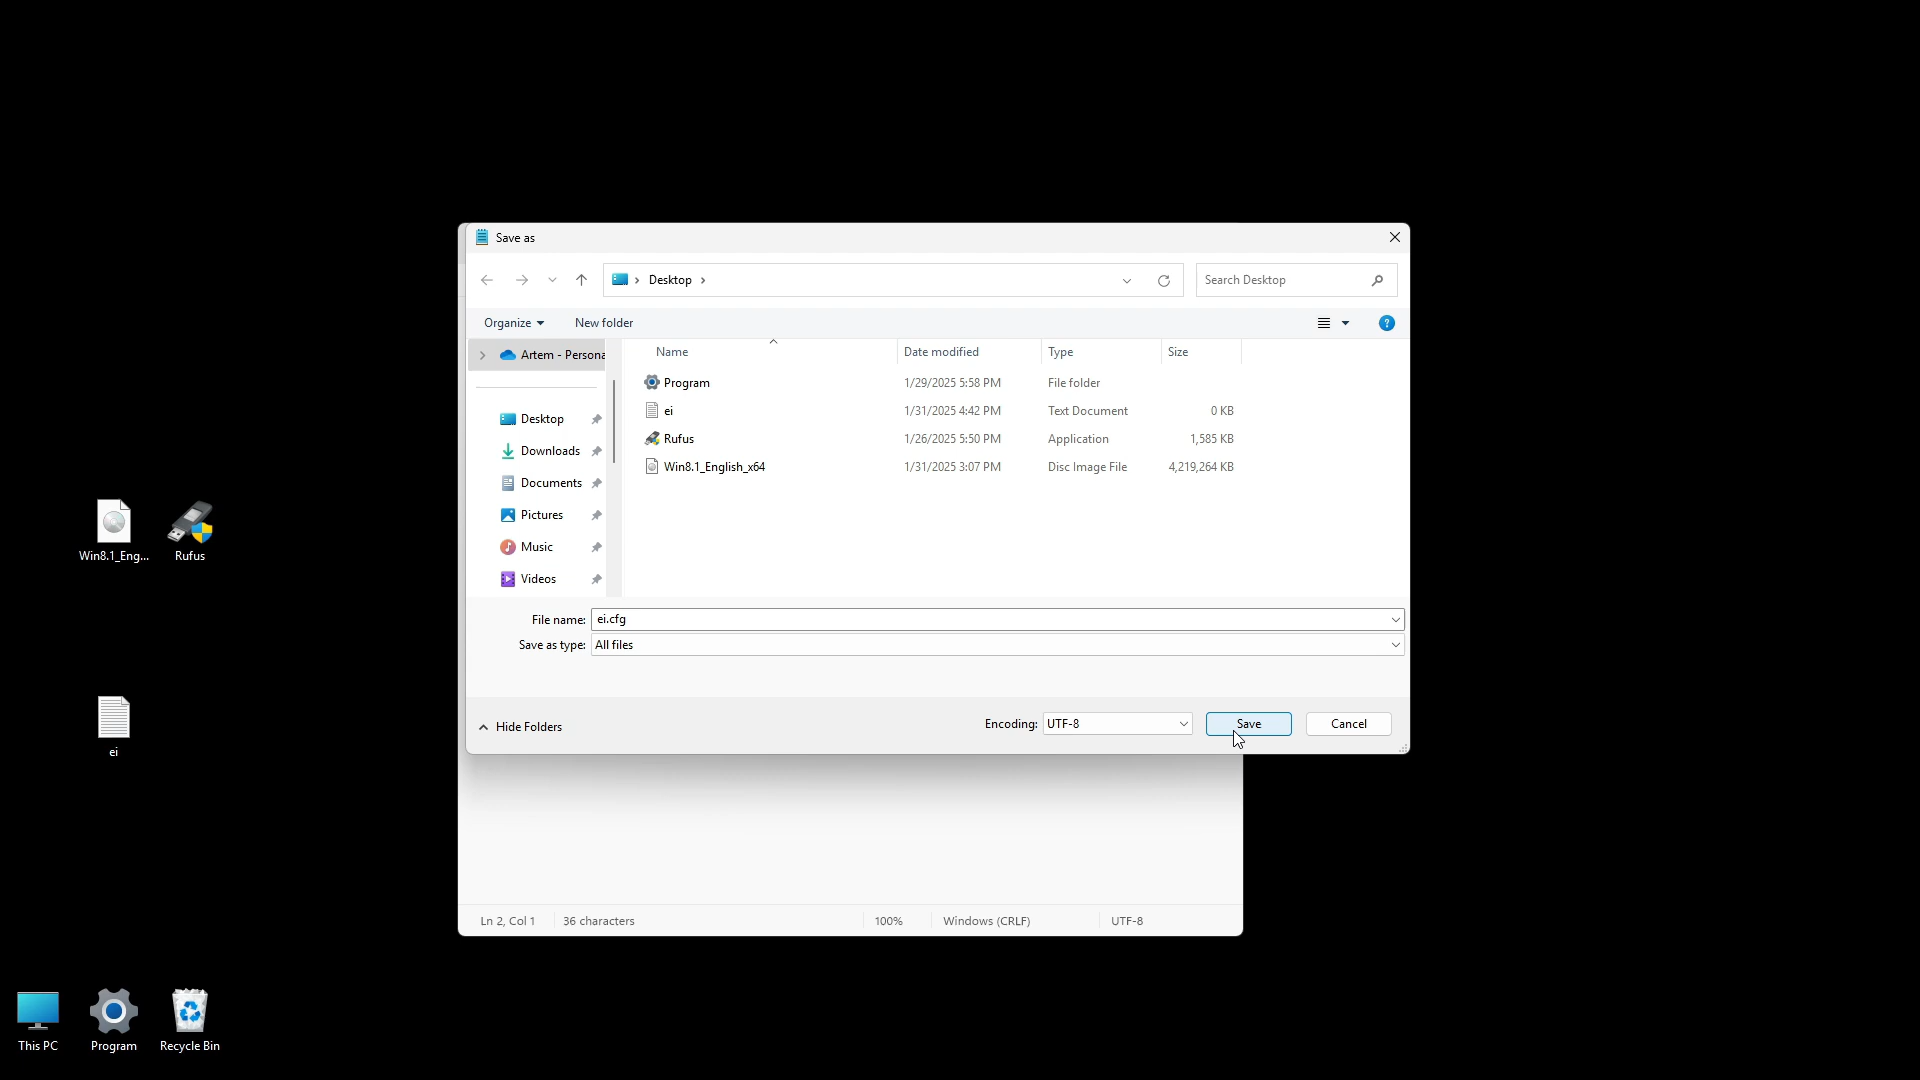 Save as
Desktop
Search Desktop
Organize
New folder
?
Artem - Persona
Name
Date modified
Type
Size
Program
1/29/2025 5:58 PM
File folder
ei
1/31/2025 4:42 PM
Text Document
0 KB
Rufus
1/26/2025 5:50 PM
Application
1,585 KB
Win8.1_English_x64
1/31/2025 3:07 PM
Disc Image File
4,219,264 KB
Desktop
Downloads
Documents
Pictures
Music
Videos
File name: ei.cfg
Save as type: All files
Hide Folders
Encoding: UTF-8
Save
Cancel
Ln 2, Col 1
36 characters
100%
Windows (CRLF)
UTF-8
Win8.1_Eng...
Rufus
ei
This PC
Program
Recycle Bin